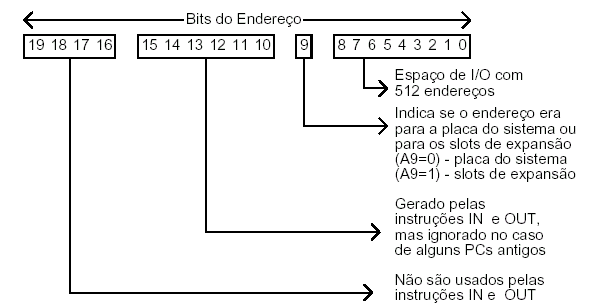 Bits do Endereço
19 18 17 16 15 14 13 12 11 10 9 8 7 6 5 4 3 2 1 0
Espaço de I/O com
512 endereços
Indica se o endereço era
para a placa do sistema ou
para os slots de expansão
(A9=0) - placa do sistema
(A9=1) - slots de expansão
Gerado pelas
instruções IN e OUT,
mas ignorado no caso
de alguns PCs antigos
Não são usados pelas
instruções IN e OUT